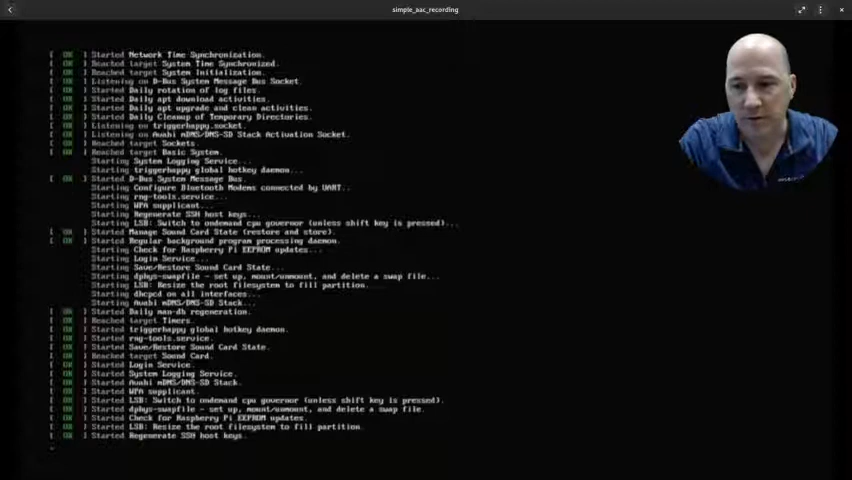 simple_aac_recording
[ OK ] Started Network Time Synchronization.
[ OK ] Reached target System Time Synchronized.
[ OK ] Reached target System Initialization.
[ OK ] Listening on D-Bus System Message Bus Socket.
[ OK ] Started Daily rotation of log files.
[ OK ] Started Daily apt download activities.
[ OK ] Started Daily apt upgrade and clean activities.
[ OK ] Started Daily Cleanup of Temporary Directories.
[ OK ] Listening on triggerhappy.socket.
[ OK ] Listening on Avahi mDNS/DNS-SD Stack Activation Socket.
[ OK ] Reached target Sockets.
[ OK ] Reached target Basic System.
Starting System Logging Service...
Starting triggerhappy global hotkey daemon...
[ OK ] Started D-Bus System Message Bus.
Starting Configure Bluetooth Modems connected by UART...
Starting rng-tools.service...
Starting WPA supplicant...
Starting Regenerate SSH host keys...
Starting LSB: Switch to ondemand cpu governor (unless shift key is pressed)...
[ OK ] Started Manage Sound Card State (restore and store).
[ OK ] Started Regular background program processing daemon.
Starting Check for Raspberry Pi EEPROM updates...
Starting Login Service...
Starting Save/Restore Sound Card State...
Starting dphys-swapfile - set up, mount/unmount, and delete a swap file...
Starting LSB: Resize the root filesystem to fill partition...
Starting dhcpcd on all interfaces...
Starting Avahi mDNS/DNS-SD Stack...
[ OK ] Started Daily man-db regeneration.
[ OK ] Reached target Timers.
[ OK ] Started triggerhappy global hotkey daemon.
[ OK ] Started rng-tools.service.
[ OK ] Started Save/Restore Sound Card State.
[ OK ] Reached target Sound Card.
[ OK ] Started Login Service.
[ OK ] Started System Logging Service.
[ OK ] Started Avahi mDNS/DNS-SD Stack.
[ OK ] Started WPA supplicant.
[ OK ] Started LSB: Switch to ondemand cpu governor (unless shift key is pressed).
[ OK ] Started dphys-swapfile - set up, mount/unmount, and delete a swap file.
[ OK ] Started Check for Raspberry Pi EEPROM updates.
[ OK ] Started LSB: Resize the root filesystem to fill partition.
[ OK ] Started Regenerate SSH host keys.